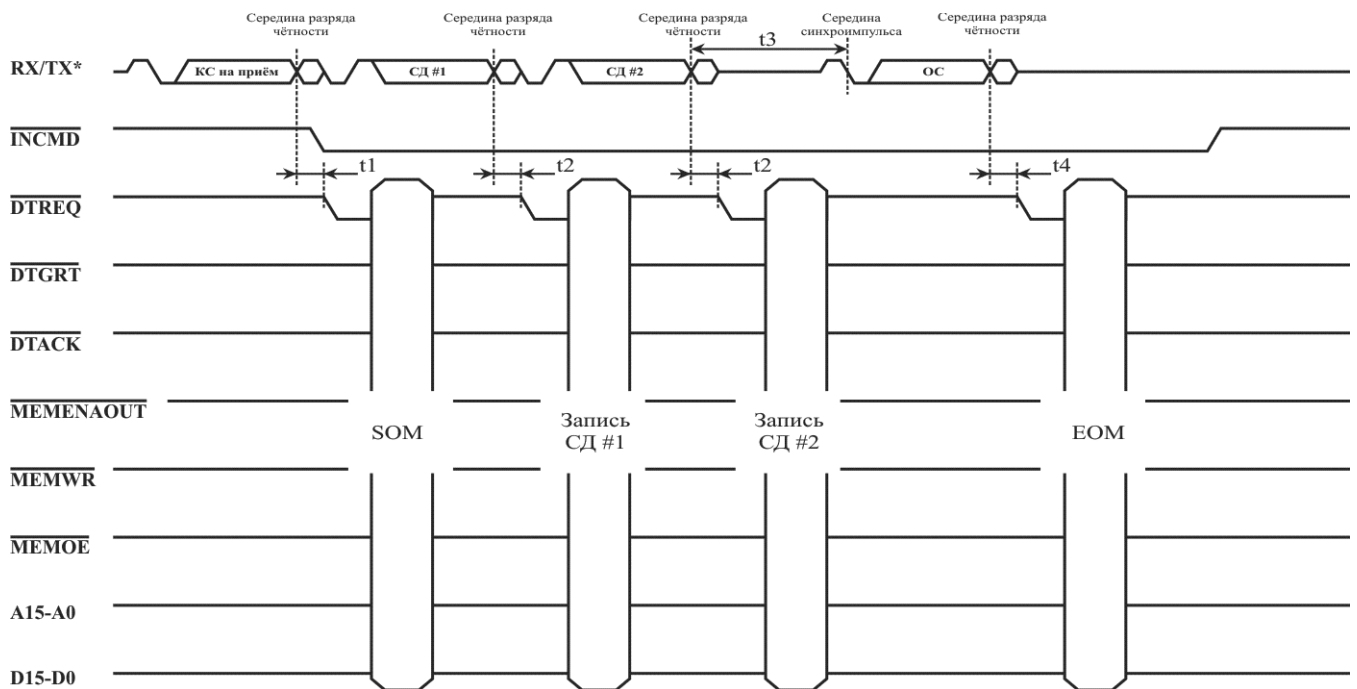 Середина разряда
чётности
Середина разряда
чётности
Середина разряда
чётности
Середина
синхроимпульса
Середина разряда
чётности
t3
RX/TX*
КС на приём
СД #1
СД #2
ОС
INCMD
t1
t2
t2
t4
DTREQ
DTGRT
DTACK
MEMENAOUT
SOM
Запись
СД #1
Запись
СД #2
EOM
MEMWR
MEMOE
A15-A0
D15-D0